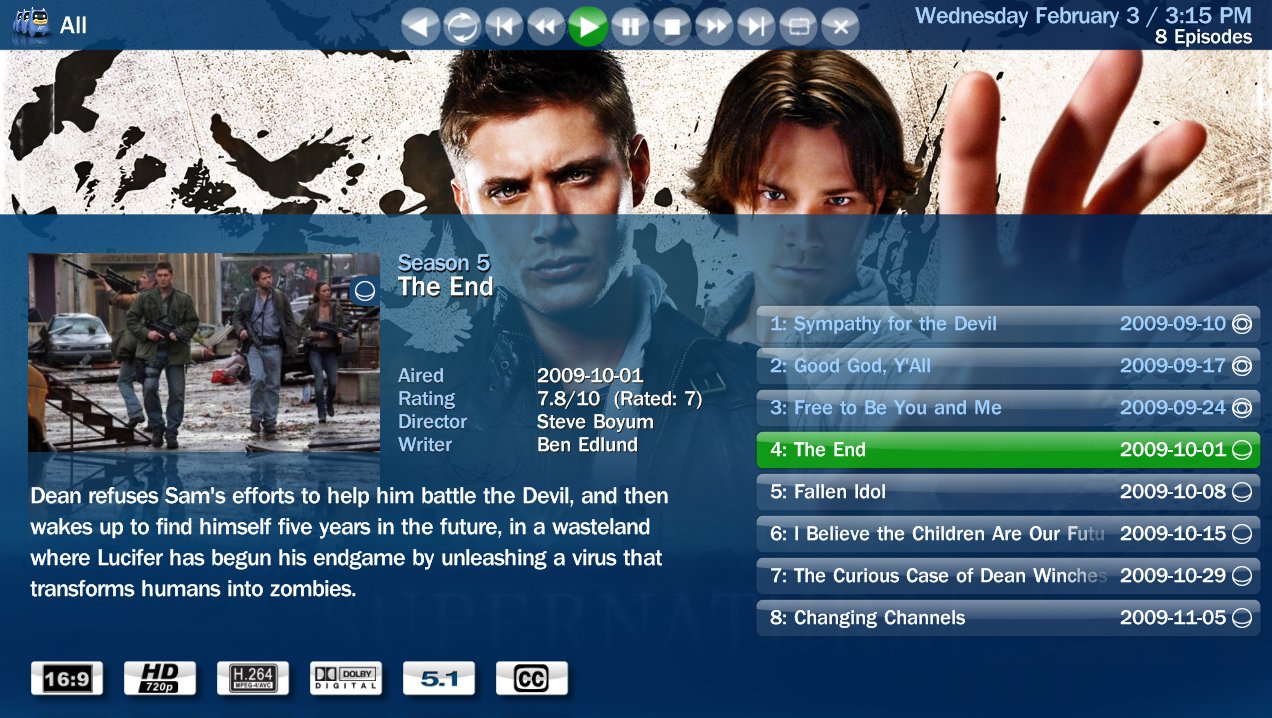 All
Wednesday February 3 / 3:15 PM
8 Episodes
Season 5
The End
Aired 2009-10-01
Rating 7.8/10 (Rated: 7)
Director Steve Boyum
Writer Ben Edlund
Dean refuses Sam's efforts to help him battle the Devil, and then
wakes up to find himself five years in the future, in a wasteland
where Lucifer has begun his endgame by unleashing a virus that
transforms humans into zombies.
1: Sympathy for the Devil 2009-09-10
2: Good God, Y'All 2009-09-17
3: Free to Be You and Me 2009-09-24
4: The End 2009-10-01
5: Fallen Idol 2009-10-08
6: I Believe the Children Are Our Futu 2009-10-15
7: The Curious Case of Dean Winches 2009-10-29
8: Changing Channels 2009-11-05
SUPERNATURAL
16:9
HD
720p
H.264
MPEG-4/AVC
DOLBY
DIGITAL
5.1
CC